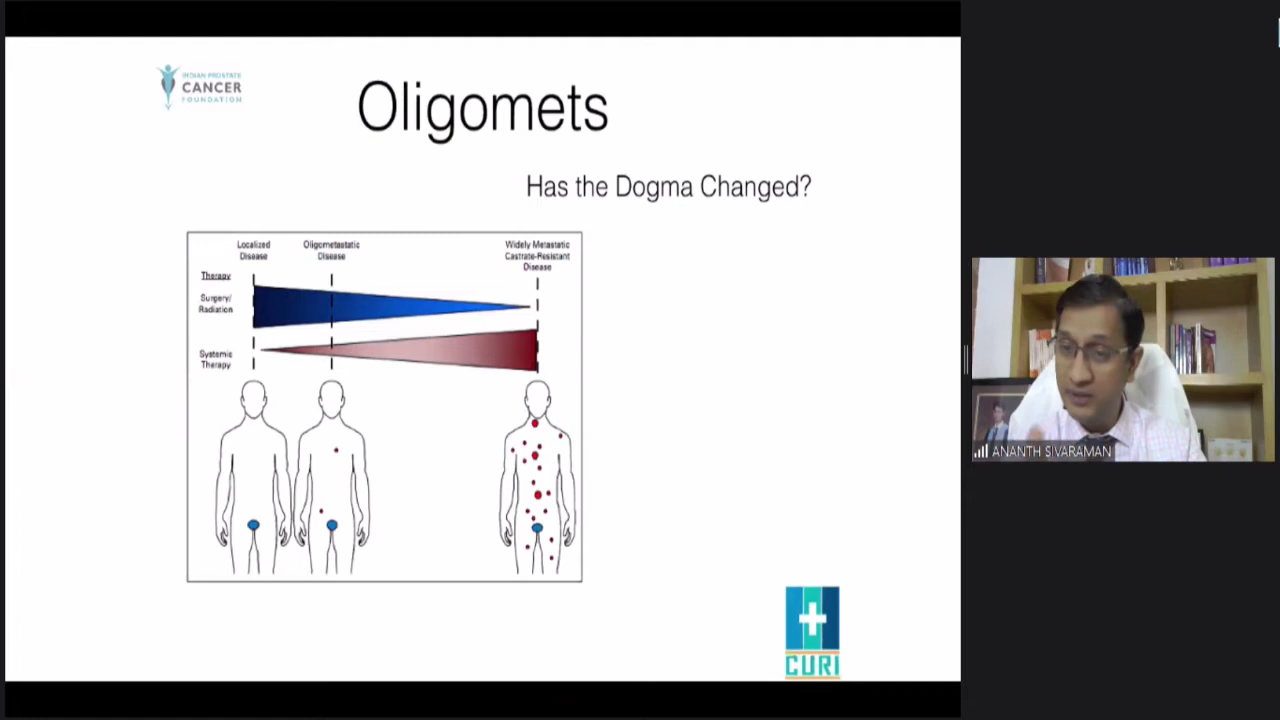 INDIAN PROSTATE
CANCER
FOUNDATION
Oligomets
Has the Dogma Changed?
Localized
Disease
Oligometastatic
Disease
Widely Metastatic
Castrate-Resistant
Disease
Therapy
Surgery/
Radiation
Systemic
Therapy
CURI
ANANTH SIVARAMAN